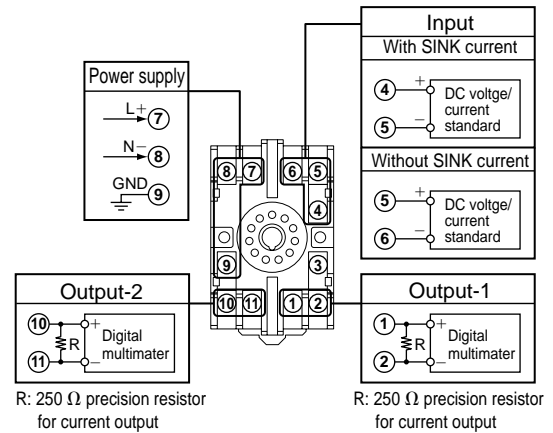 Input
With SINK current
4 + DC voltge/
current
5 − standard
Without SINK current
5 + DC voltge/
current
6 − standard
Power supply
L+ 7
N− 8
GND 9
8 7 6 5
4
9 3
10 11 1 2
Output-2
10 + Digital
R multimater
11 −
R: 250 Ω precision resistor
for current output
Output-1
1 + Digital
R multimater
2 −
R: 250 Ω precision resistor
for current output